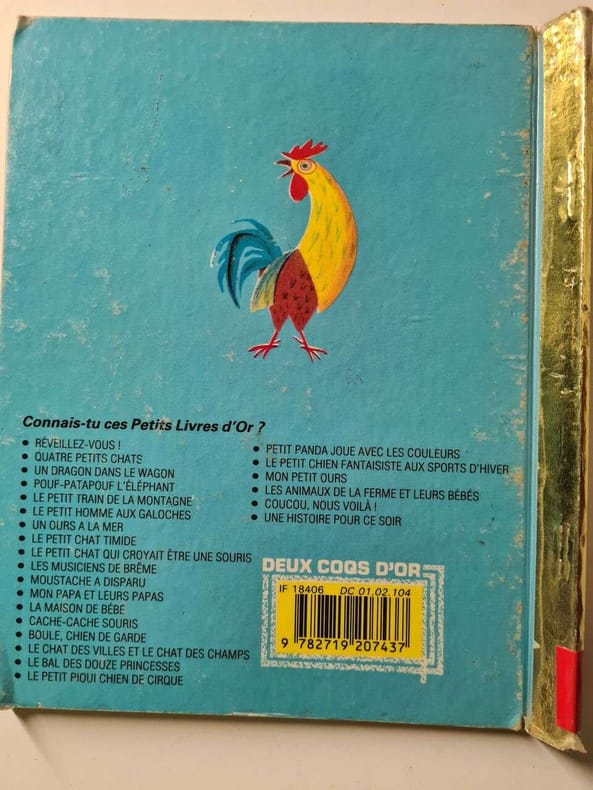 Connais-tu ces Petits Livres d'Or ?
• RÉVEILLEZ-VOUS !
• QUATRE PETITS CHATS
• UN DRAGON DANS LE WAGON
• POUF-PATAPOUF L'ÉLÉPHANT
• LE PETIT TRAIN DE LA MONTAGNE
• LE PETIT HOMME AUX GALOCHES
• UN OURS A LA MER
• LE PETIT CHAT TIMIDE
• LE PETIT CHAT QUI CROYAIT ÊTRE UNE SOURIS
• LES MUSICIENS DE BRÊME
• MOUSTACHE A DISPARU
• MON PAPA ET LEURS PAPAS
• LA MAISON DE BÉBÉ
• CACHE-CACHE SOURIS
• BOULE, CHIEN DE GARDE
• LE CHAT DES VILLES ET LE CHAT DES CHAMPS
• LE BAL DES DOUZE PRINCESSES
• LE PETIT PIOUI CHIEN DE CIRQUE
• PETIT PANDA JOUE AVEC LES COULEURS
• LE PETIT CHIEN FANTAISISTE AUX SPORTS D'HIVER
• MON PETIT OURS
• LES ANIMAUX DE LA FERME ET LEURS BÉBÉS
• COUCOU, NOUS VOILÀ !
• UNE HISTOIRE POUR CE SOIR
DEUX COQS D'OR
IF 18406 DC 01.02.104
9 782719 207437